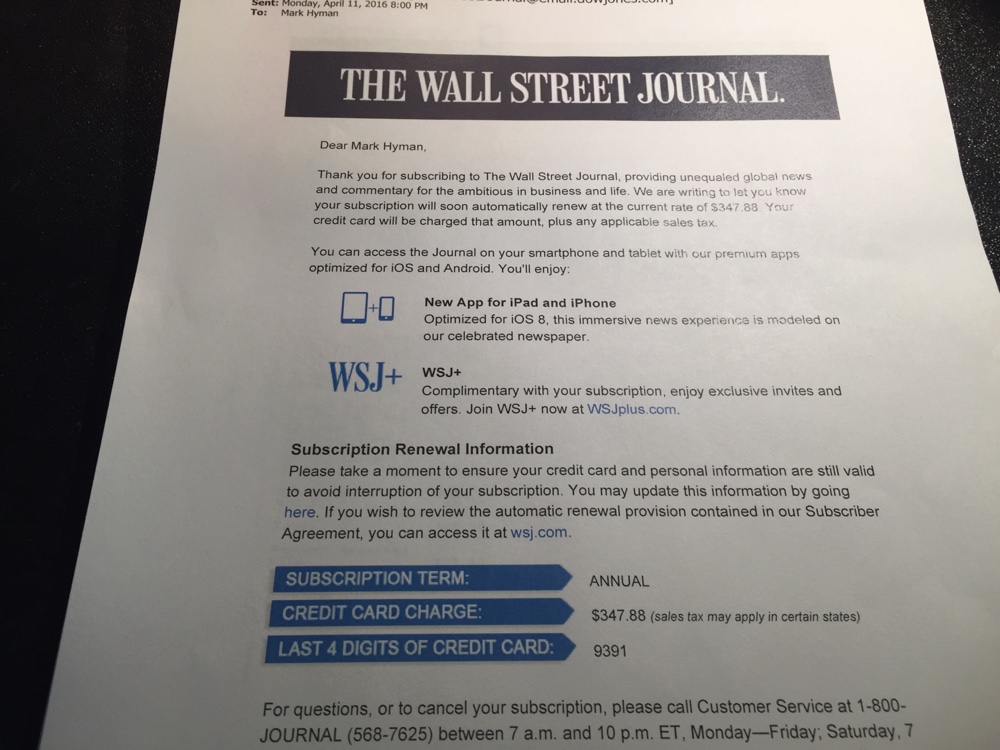 Sent: Monday, April 11, 2016 8:00 PM
To: Mark Hyman
THE WALL STREET JOURNAL.
Dear Mark Hyman,
Thank you for subscribing to The Wall Street Journal, providing unequaled global news
and commentary for the ambitious in business and life. We are writing to let you know
your subscription will soon automatically renew at the current rate of $347.88. Your
credit card will be charged that amount, plus any applicable sales tax.
You can access the Journal on your smartphone and tablet with our premium apps
optimized for iOS and Android. You'll enjoy:
New App for iPad and iPhone
Optimized for iOS 8, this immersive news experience is modeled on
our celebrated newspaper.
WSJ+
WSJ+
Complimentary with your subscription, enjoy exclusive invites and
offers. Join WSJ+ now at WSJplus.com.
Subscription Renewal Information
Please take a moment to ensure your credit card and personal information are still valid
to avoid interruption of your subscription. You may update this information by going
here. If you wish to review the automatic renewal provision contained in our Subscriber
Agreement, you can access it at wsj.com.
SUBSCRIPTION TERM: ANNUAL
CREDIT CARD CHARGE: $347.88 (sales tax may apply in certain states)
LAST 4 DIGITS OF CREDIT CARD: 9391
For questions, or to cancel your subscription, please call Customer Service at 1-800-
JOURNAL (568-7625) between 7 a.m. and 10 p.m. ET, Monday—Friday; Saturday, 7